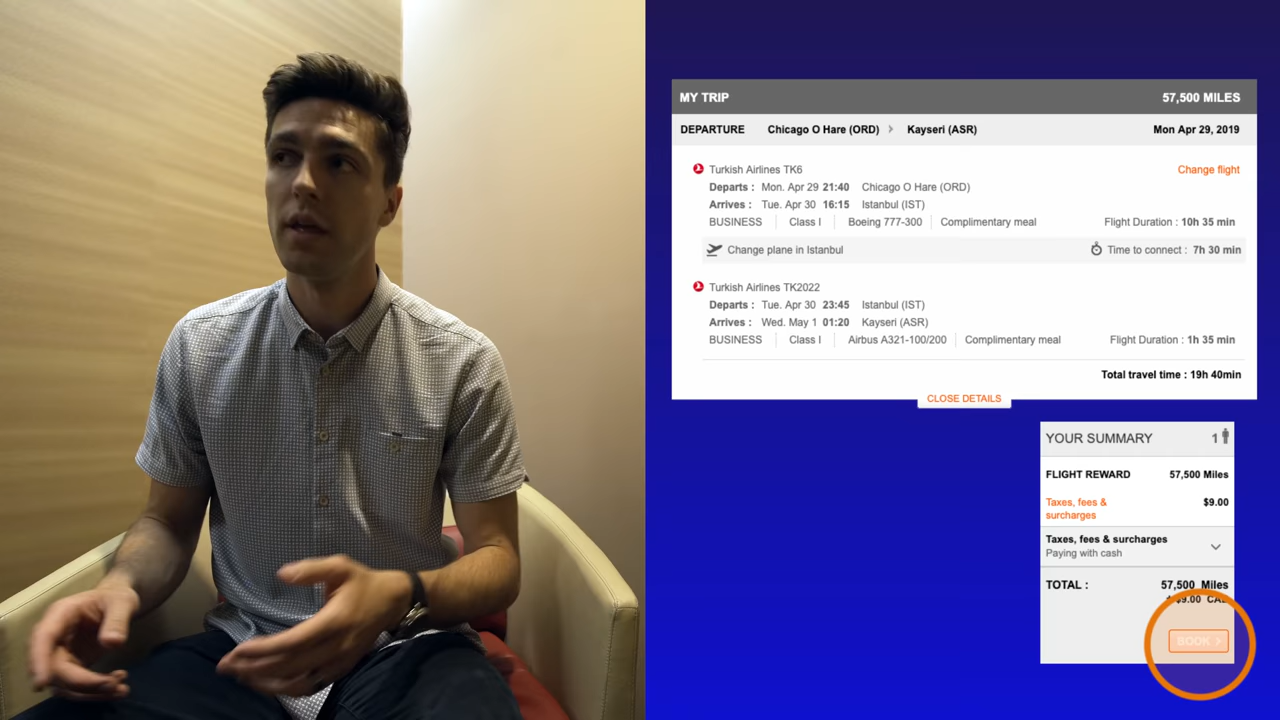 MY TRIP 57,500 MILES
DEPARTURE Chicago O Hare (ORD) Kayseri (ASR) Mon Apr 29, 2019
Turkish Airlines TK6 Change flight
Departs : Mon. Apr 29 21:40 Chicago O Hare (ORD)
Arrives : Tue. Apr 30 16:15 Istanbul (IST)
BUSINESS Class I Boeing 777-300 Complimentary meal Flight Duration : 10h 35 min
Change plane in Istanbul Time to connect : 7h 30 min
Turkish Airlines TK2022
Departs : Tue. Apr 30 23:45 Istanbul (IST)
Arrives : Wed. May 1 01:20 Kayseri (ASR)
BUSINESS Class I Airbus A321-100/200 Complimentary meal Flight Duration : 1h 35 min
Total travel time : 19h 40min
CLOSE DETAILS
YOUR SUMMARY 1
FLIGHT REWARD 57,500 Miles
Taxes, fees & $9.00
surcharges
Taxes, fees & surcharges
Paying with cash
TOTAL : 57,500 Miles
$9.00
BOOK